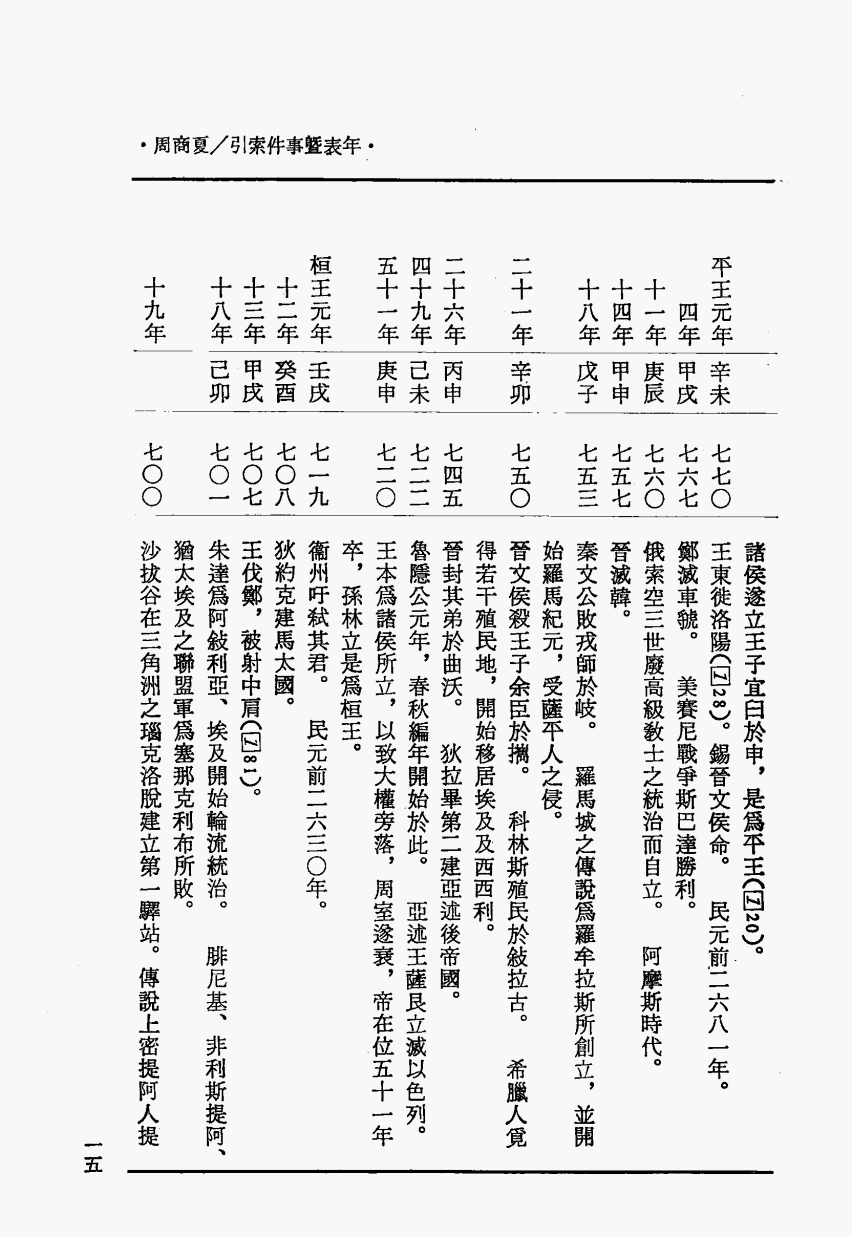 ·年表暨事件索引／夏商周·
諸侯遂立王子宜臼於申，是爲平王(120)。
平王元年 辛未 七七〇 王東徙洛陽(128)。錫晉文侯命。 民元前二六八一年。
四年 甲戌 七六七 鄭滅東虢。 美賽尼戰爭斯巴達勝利。
十一年 庚辰 七六〇 俄索空三世廢高級教士之統治而自立。 阿摩斯時代。
十四年 甲申 七五七 晉滅韓。
十八年 戊子 七五三 秦文公敗戎師於岐。 羅馬城之傳說爲羅牟拉斯所創立，並開
始羅馬紀元，受薩平人之侵。
二十一年 辛卯 七五〇 晉文侯殺王子余臣於攜。 科林斯殖民於敍拉古。 希臘人覓
得若干殖民地，開始移居埃及及西西利。
二十六年 丙申 七四五 晉封其弟於曲沃。 狄拉畢第二建亞述後帝國。
四十九年 己未 七二二 魯隱公元年，春秋編年開始於此。 亞述王薩艮立滅以色列。
五十一年 庚申 七二〇 王本爲諸侯所立，以致大權旁落，周室遂衰，帝在位五十一年
卒，孫林立是爲桓王。
桓王元年 壬戌 七一九 衞州吁弒其君。 民元前二六三〇年。
十二年 癸酉 七〇八 狄約克建馬太國。
十三年 甲戌 七〇七 王伐鄭，被射中肩(181)。
十八年 己卯 七〇一 朱達爲阿敍利亞、埃及開始輪流統治。 腓尼基、非利斯提阿、
猶太埃及之聯盟軍爲塞那克利布所敗。
十九年 七〇〇 沙拔谷在三角洲之瑙克洛脫建立第一驛站。傳說上密提阿人提
一五